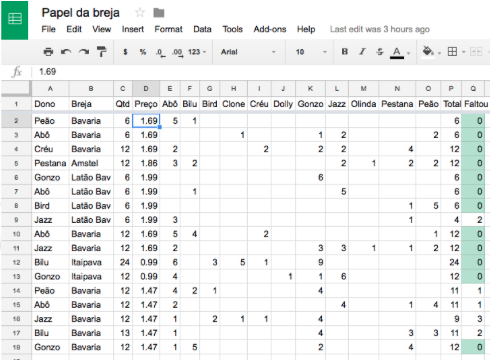 Papel da breja
File Edit View Insert Format Data Tools Add-ons Help Last edit was 3 hours ago
$ % .0 .00 123 Arial 10 B I S A
fx 1.69
A B C D E F G H I J K L M N O P Q
1 Dono Breja Qtd Preço Abô Bilu Bird Clone Créu Dolly Gonzo Jazz Olinda Pestana Peão Total Faltou
2 Peão Bavaria 6 1.69 5 1 6 0
3 Abô Bavaria 6 1.69 1 1 2 2 6 0
4 Créu Bavaria 12 1.69 2 2 2 2 4 12 0
5 Pestana Amstel 12 1.86 3 2 2 1 2 2 12 0
6 Gonzo Latão Bav 6 1.99 6 6 0
7 Abô Latão Bav 6 1.99 1 5 6 0
8 Bird Latão Bav 6 1.99 1 5 6 0
9 Jazz Latão Bav 6 1.99 3 1 4 2
10 Abô Bavaria 12 1.69 5 4 2 1 12 0
11 Jazz Bavaria 12 1.69 2 3 3 1 1 2 12 0
12 Bilu Itaipava 24 0.99 6 3 5 1 9 24 0
13 Gonzo Itaipava 12 0.99 4 1 1 6 12 0
14 Peão Bavaria 12 1.47 4 2 1 4 11 1
15 Abô Bavaria 12 1.47 2 4 1 4 11 1
16 Jazz Bavaria 12 1.47 1 2 1 1 4 9 3
17 Bilu Bavaria 13 1.47 1 4 3 3 11 2
18 Gonzo Bavaria 12 1.47 1 5 2 4 12 0